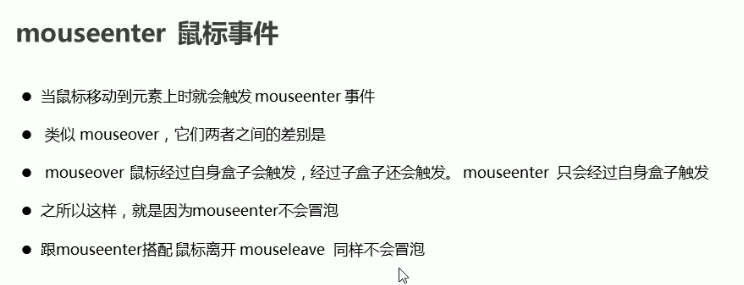 mouseenter 鼠标事件
● 当鼠标移动到元素上时就会触发 mouseenter 事件
● 类似 mouseover，它们两者之间的差别是
● mouseover 鼠标经过自身盒子会触发，经过子盒子还会触发。 mouseenter 只会经过自身盒子触发
● 之所以这样，就是因为mouseenter不会冒泡
● 跟mouseenter搭配 鼠标离开 mouseleave 同样不会冒泡